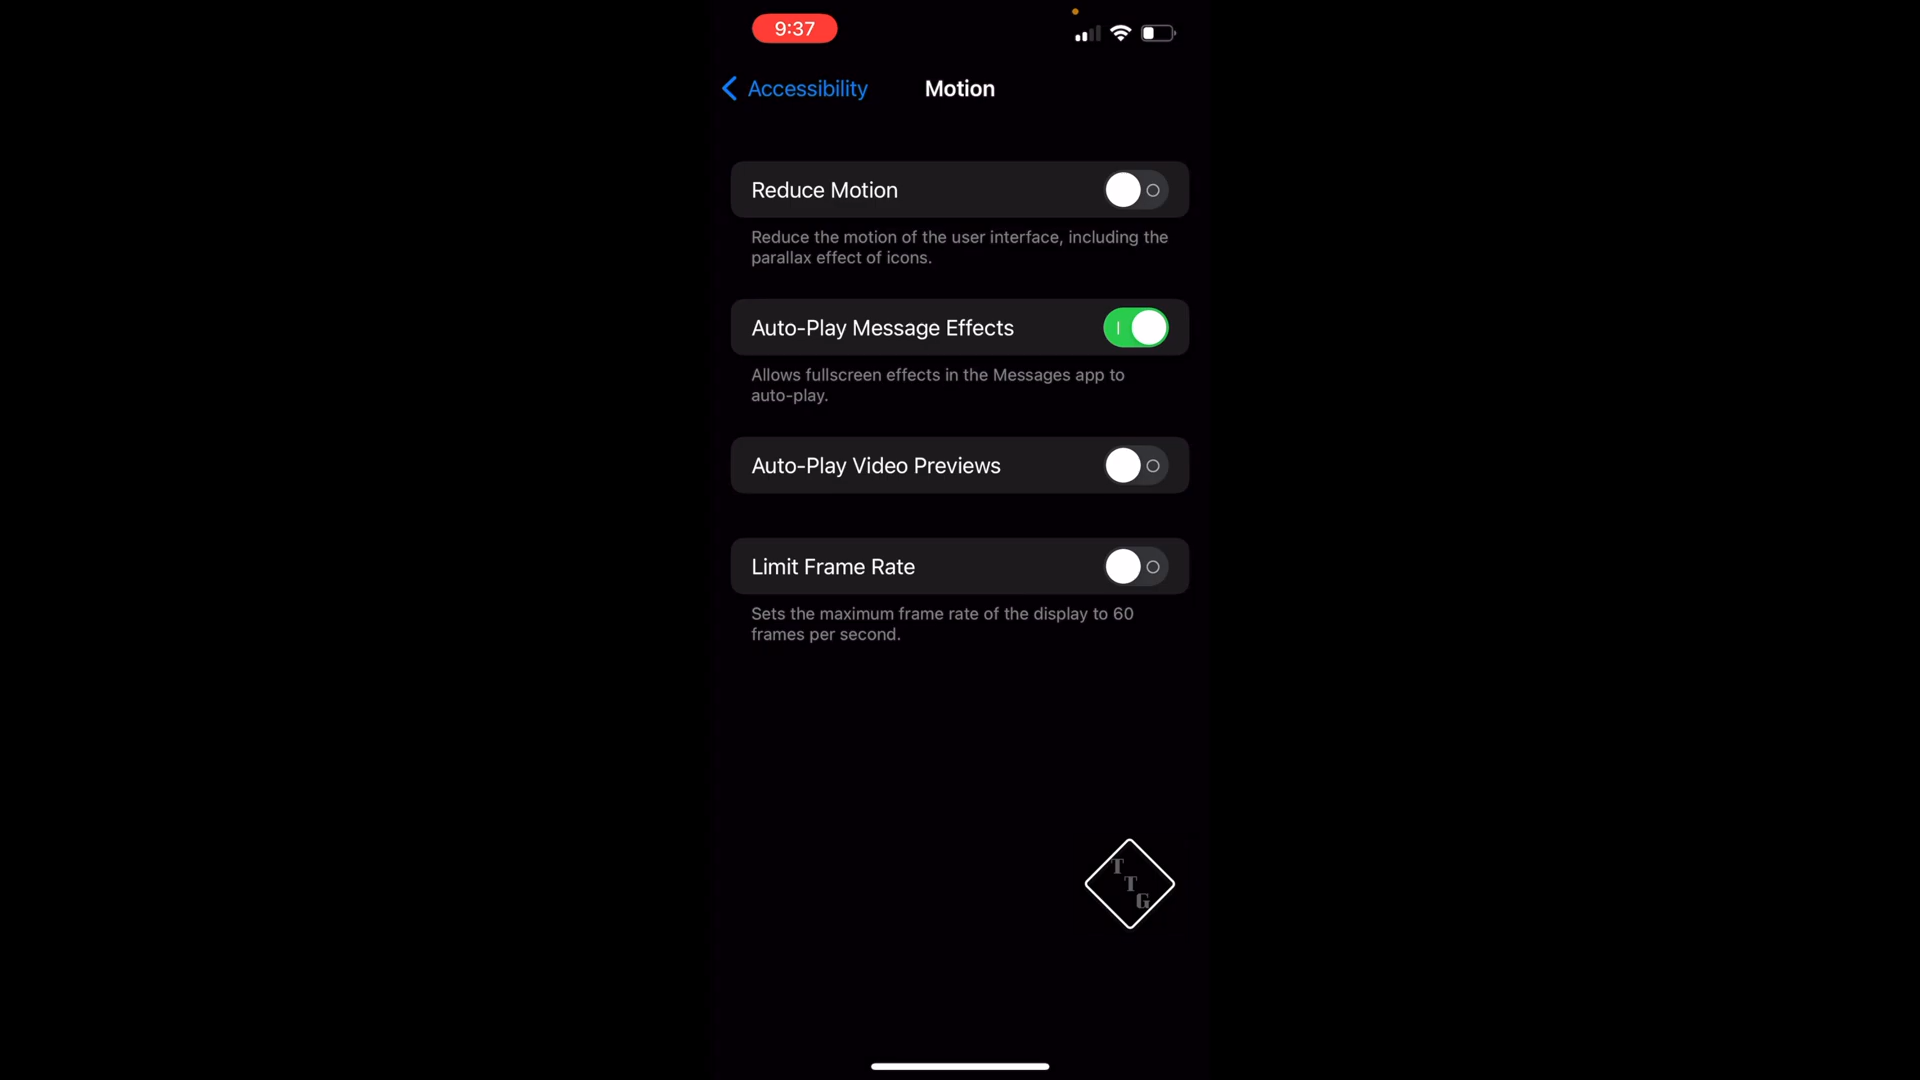 9:37
Accessibility
Motion
Reduce Motion
Reduce the motion of the user interface, including the
parallax effect of icons.
Auto-Play Message Effects
Allows fullscreen effects in the Messages app to
auto-play.
Auto-Play Video Previews
Limit Frame Rate
Sets the maximum frame rate of the display to 60
frames per second.
T
T
G